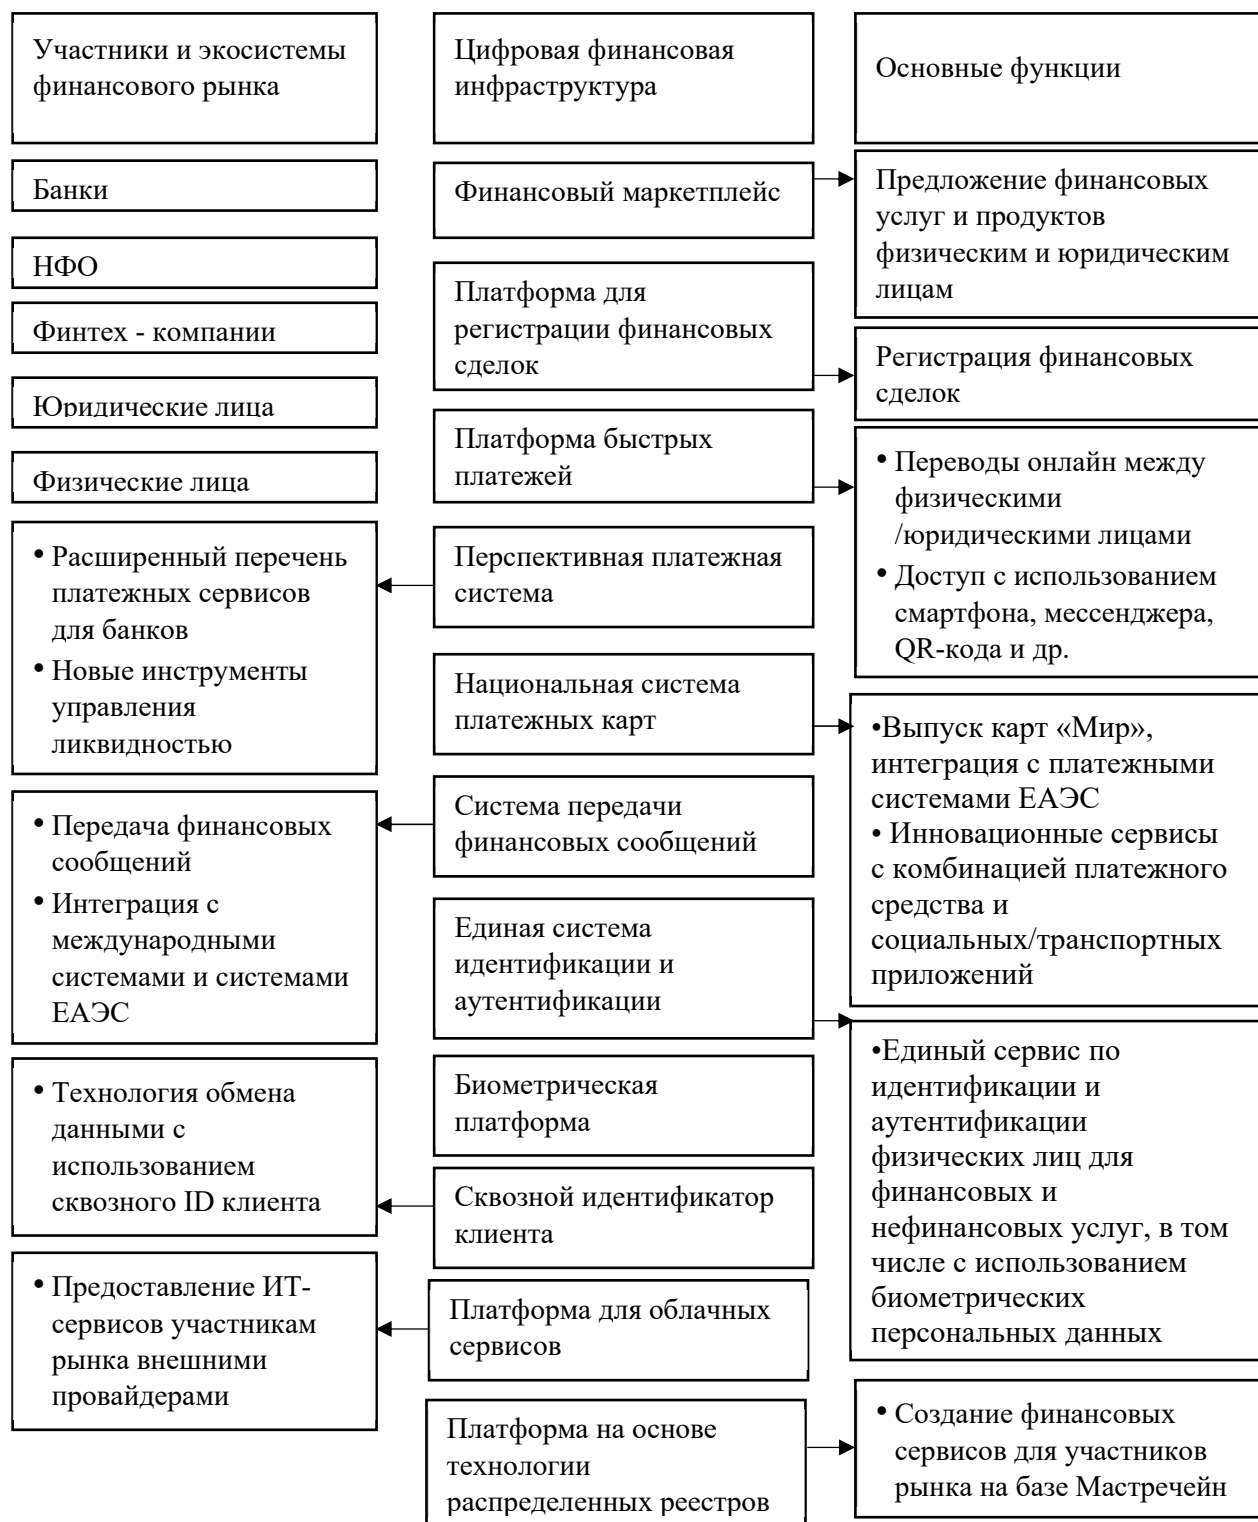 Участники и экосистемы
финансового рынка
Банки
НФО
Финтех - компании
Юридические лица
Физические лица
• Расширенный перечень
платежных сервисов
для банков
• Новые инструменты
управления
ликвидностью
• Передача финансовых
сообщений
• Интеграция с
международными
системами и системами
ЕАЭС
• Технология обмена
данными с
использованием
сквозного ID клиента
• Предоставление ИТ-
сервисов участникам
рынка внешними
провайдерами
Цифровая финансовая
инфраструктура
Финансовый маркетплейс
Платформа для
регистрации финансовых
сделок
Платформа быстрых
платежей
Перспективная платежная
система
Национальная система
платежных карт
Система передачи
финансовых сообщений
Единая система
идентификации и
аутентификации
Биометрическая
платформа
Сквозной идентификатор
клиента
Платформа для облачных
сервисов
Платформа на основе
технологии
распределенных реестров
Основные функции
Предложение финансовых
услуг и продуктов
физическим и юридическим
лицам
Регистрация финансовых
сделок
• Переводы онлайн между
физическими
/юридическими лицами
• Доступ с использованием
смартфона, мессенджера,
QR-кода и др.
•Выпуск карт «Мир»,
интеграция с платежными
системами ЕАЭС
• Инновационные сервисы
с комбинацией платежного
средства и
социальных/транспортных
приложений
•Единый сервис по
идентификации и
аутентификации
физических лиц для
финансовых и
нефинансовых услуг, в том
числе с использованием
биометрических
персональных данных
• Создание финансовых
сервисов для участников
рынка на базе Мастречейн